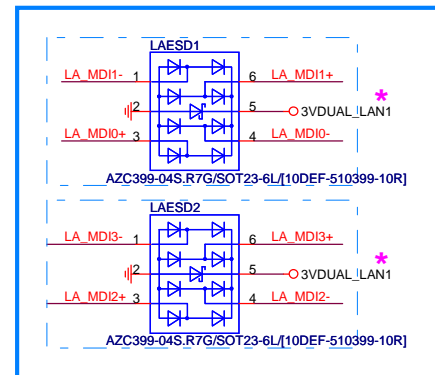 LAESD1
LA_MDI1- 1 6 LA_MDI1+
*
2 5 3VDUAL_LAN1
LA_MDI0+ 3 4 LA_MDI0-
AZC399-04S.R7G/SOT23-6L/[10DEF-510399-10R]
LAESD2
LA_MDI3- 1 6 LA_MDI3+
*
2 5 3VDUAL_LAN1
LA_MDI2+ 3 4 LA_MDI2-
AZC399-04S.R7G/SOT23-6L/[10DEF-510399-10R]